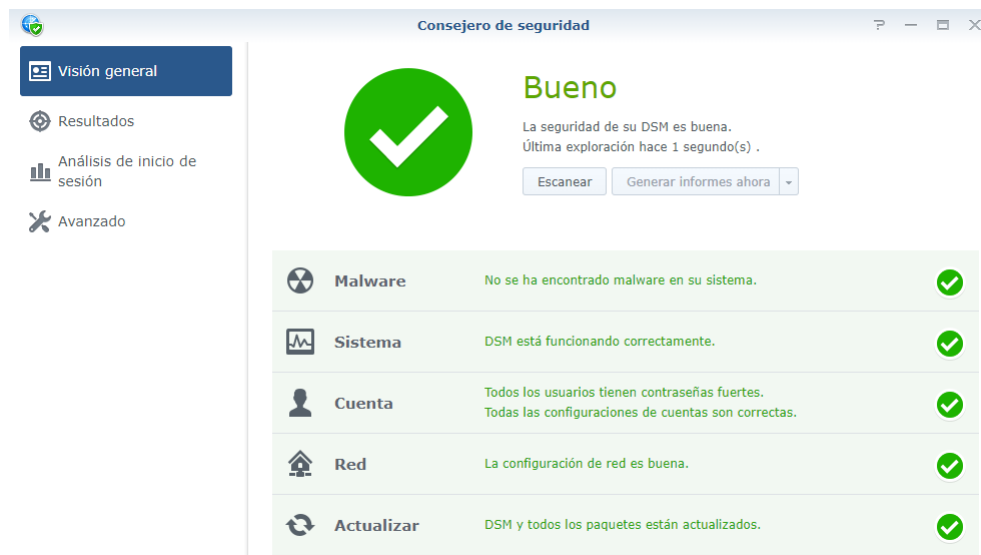 Consejero de seguridad
Visión general
Resultados
Análisis de inicio de
sesión
Avanzado
Bueno
La seguridad de su DSM es buena.
Última exploración hace 1 segundo(s) .
Escanear
Generar informes ahora
Malware
No se ha encontrado malware en su sistema.
Sistema
DSM está funcionando correctamente.
Cuenta
Todos los usuarios tienen contraseñas fuertes.
Todas las configuraciones de cuentas son correctas.
Red
La configuración de red es buena.
Actualizar
DSM y todos los paquetes están actualizados.